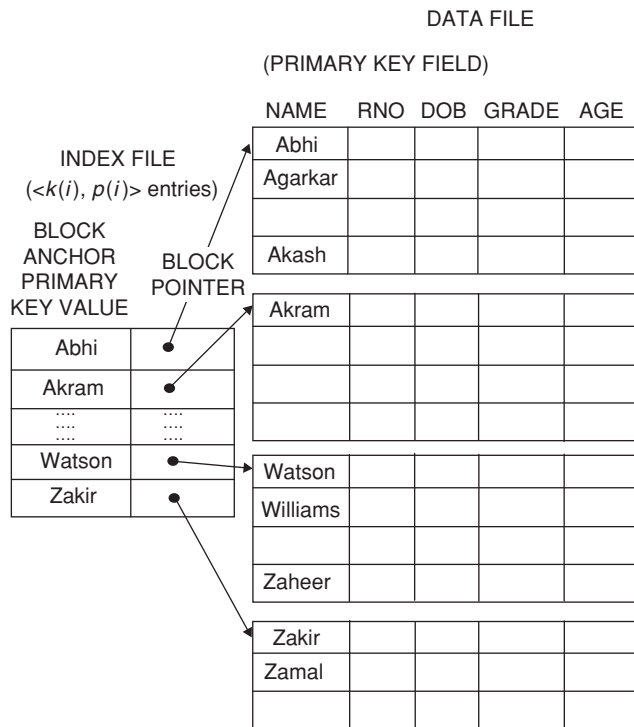 DATA FILE
(PRIMARY KEY FIELD)
NAME RNO DOB GRADE AGE
Abhi
Agarkar
Akash
Akram
Watson
Williams
Zaheer
Zakir
Zamal
INDEX FILE
(<k(i), p(i)> entries)
BLOCK
ANCHOR
PRIMARY
KEY VALUE
BLOCK
POINTER
Abhi
Akram
.... ....
.... ....
Watson
Zakir